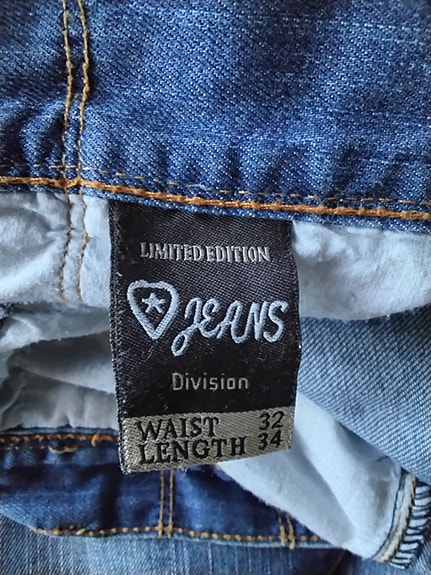 LIMITED EDITION
JEANS
Division
WAIST 32
LENGTH 34